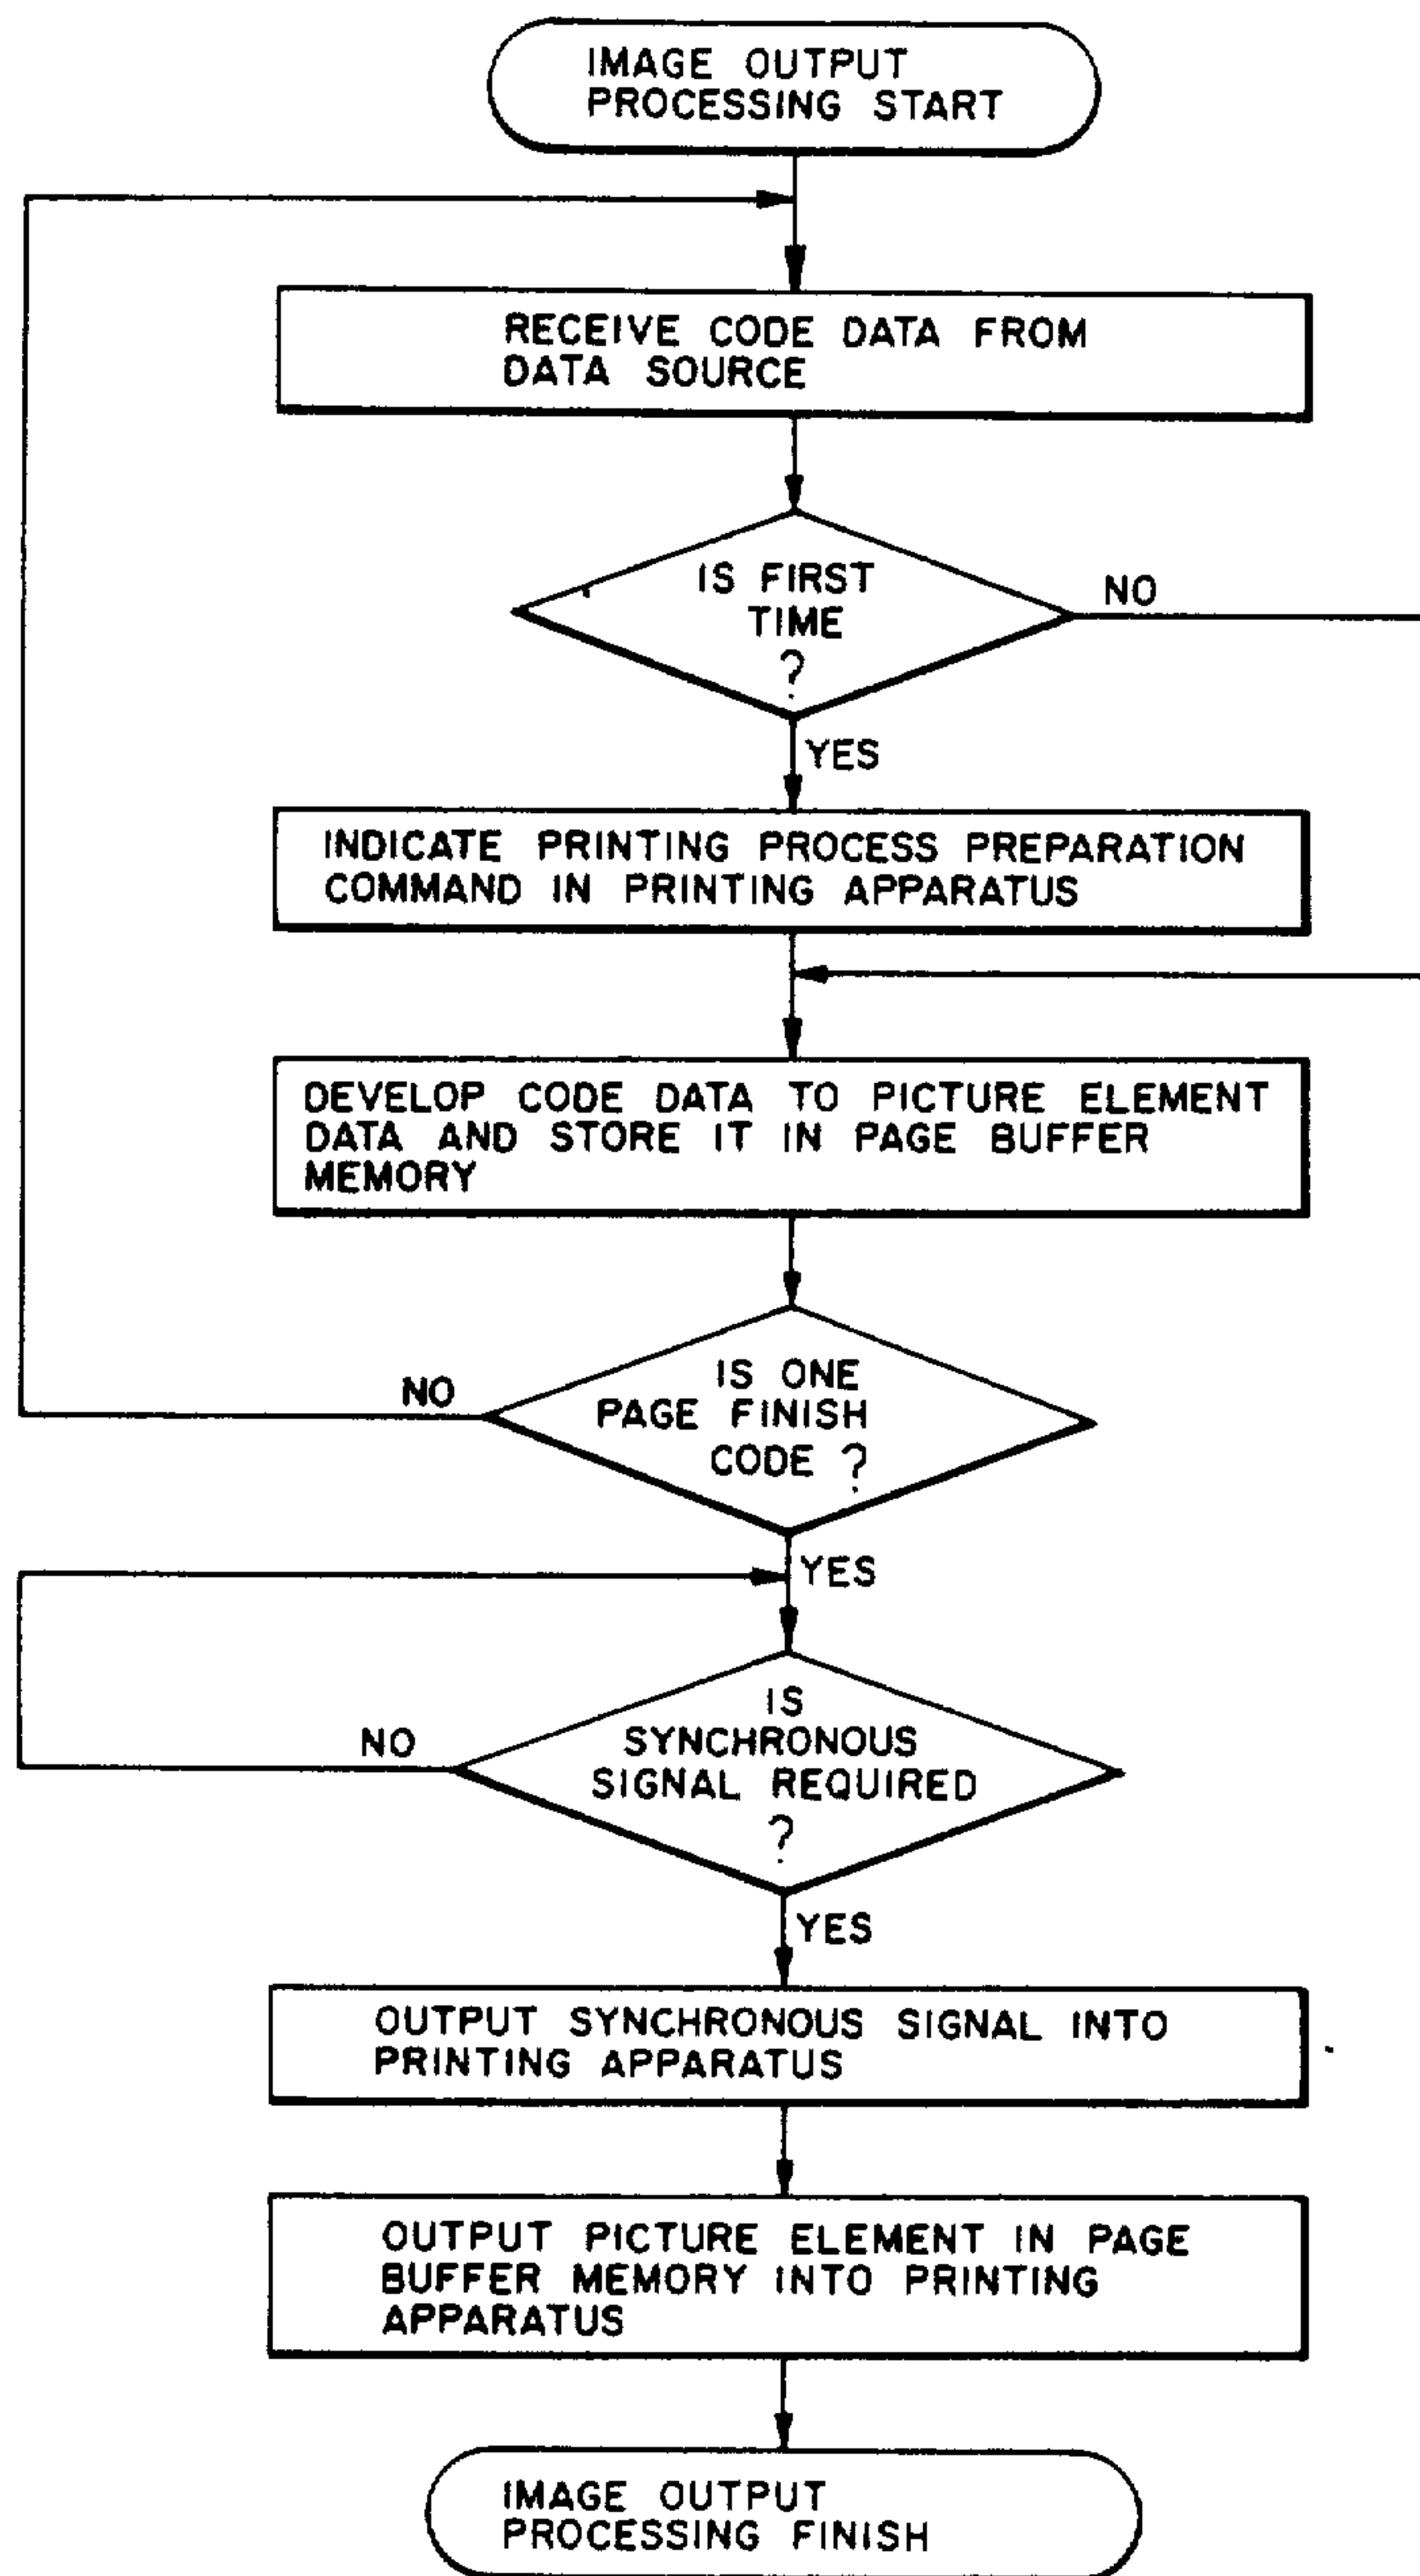 IMAGE OUTPUT
PROCESSING START
RECEIVE CODE DATA FROM
DATA SOURCE
IS FIRST
TIME
?
NO
YES
INDICATE PRINTING PROCESS PREPARATION
COMMAND IN PRINTING APPARATUS
DEVELOP CODE DATA TO PICTURE ELEMENT
DATA AND STORE IT IN PAGE BUFFER
MEMORY
IS ONE
PAGE FINISH
CODE ?
NO
YES
IS
SYNCHRONOUS
SIGNAL REQUIRED
?
NO
YES
OUTPUT SYNCHRONOUS SIGNAL INTO
PRINTING APPARATUS
OUTPUT PICTURE ELEMENT IN PAGE
BUFFER MEMORY INTO PRINTING
APPARATUS
IMAGE OUTPUT
PROCESSING FINISH